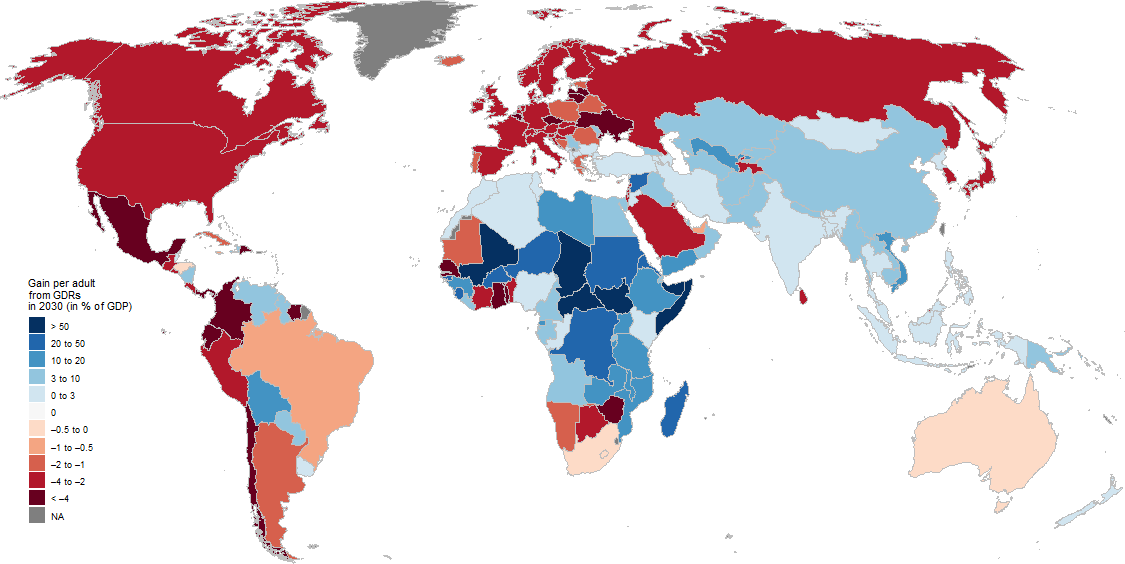 Gain per adult
from GDRs
in 2030 (in % of GDP)
> 50
20 to 50
10 to 20
3 to 10
0 to 3
0
–0.5 to 0
–1 to –0.5
–2 to –1
–4 to –2
< –4
NA